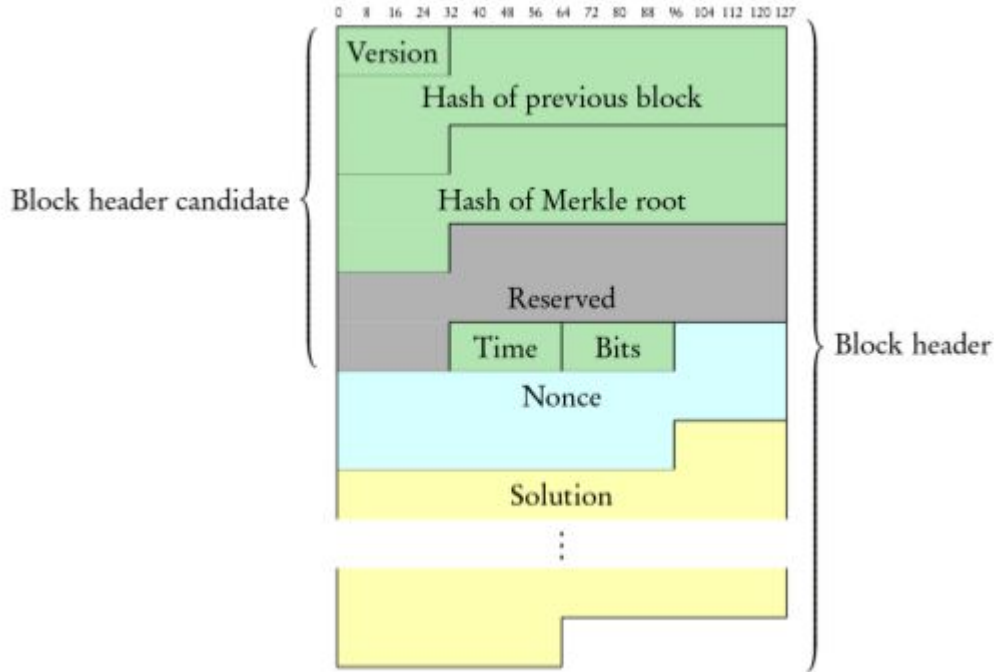 0 8 16 24 32 40 48 56 64 72 80 88 96 104 112 120 127
Version
Hash of previous block
Block header candidate
Hash of Merkle root
Reserved
Time Bits
Block header
Nonce
Solution
⋮